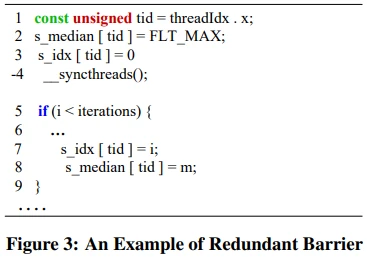 1 const unsigned tid = threadIdx . x;
2 s_median [ tid ] = FLT_MAX;
3 s_idx [ tid ] = 0
-4 __syncthreads();
5 if (i < iterations) {
6 ...
7 s_idx [ tid ] = i;
8 s_median [ tid ] = m;
9 }
....
Figure 3: An Example of Redundant Barrier